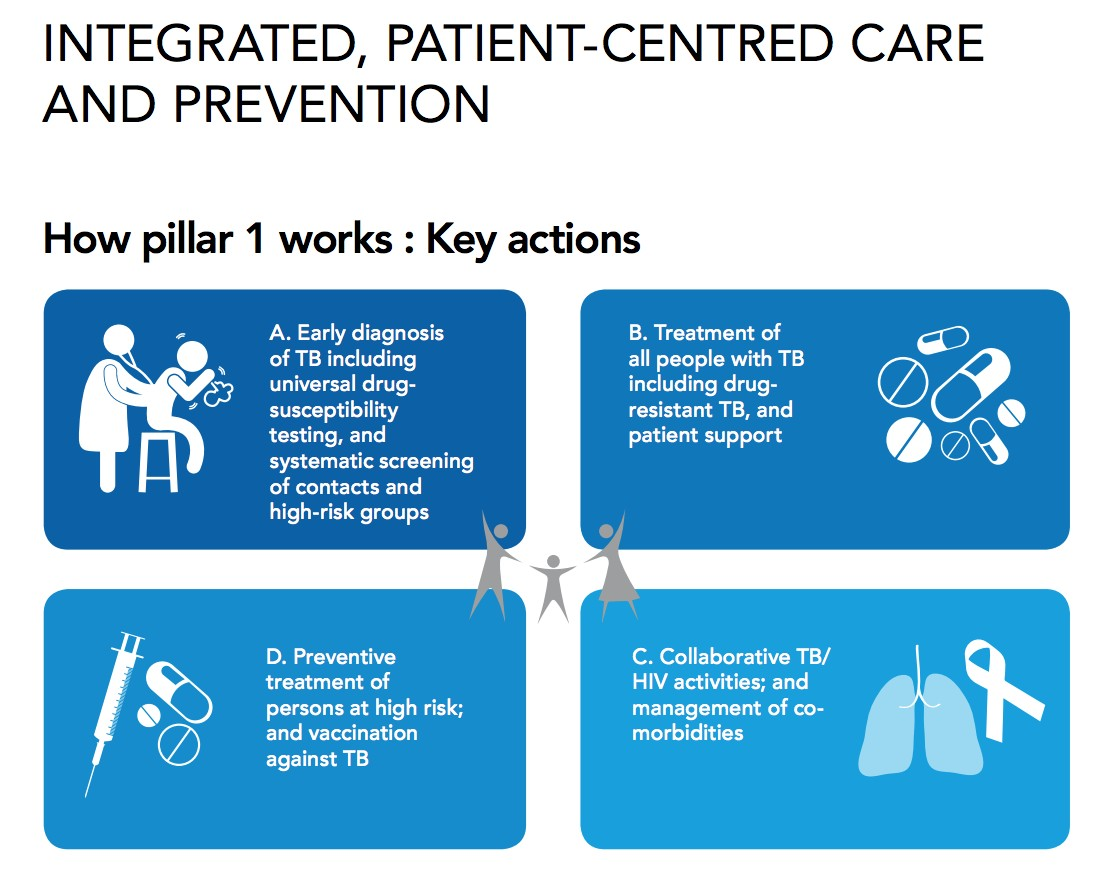 INTEGRATED, PATIENT-CENTRED CARE
AND PREVENTION
How pillar 1 works : Key actions
A. Early diagnosis
of TB including
universal drug-
susceptibility
testing, and
systematic screening
of contacts and
high-risk groups
B. Treatment of
all people with TB
including drug-
resistant TB, and
patient support
D. Preventive
treatment of
persons at high risk;
and vaccination
against TB
C. Collaborative TB/
HIV activities; and
management of co-
morbidities